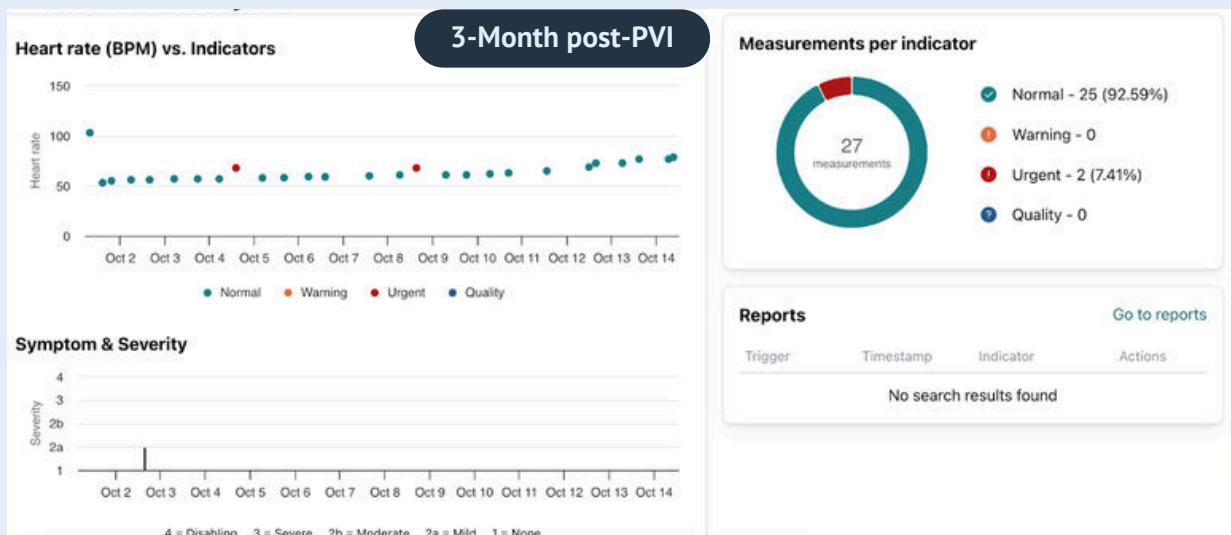 3-Month post-PVI
Heart rate (BPM) vs. Indicators
150
100
50
0
Heart rate
Oct 2 Oct 3 Oct 4 Oct 5 Oct 6 Oct 7 Oct 8 Oct 9 Oct 10 Oct 11 Oct 12 Oct 13 Oct 14
Normal Warning Urgent Quality
Symptom & Severity
4
3
2b
2a
1
Severity
Oct 2 Oct 3 Oct 4 Oct 5 Oct 6 Oct 7 Oct 8 Oct 9 Oct 10 Oct 11 Oct 12 Oct 13 Oct 14
4 = Disabling 3 = Severe 2b = Moderate 2a = Mild 1 = None
Measurements per indicator
27
measurements
Normal - 25 (92.59%)
Warning - 0
Urgent - 2 (7.41%)
Quality - 0
Reports Go to reports
Trigger Timestamp Indicator Actions
No search results found